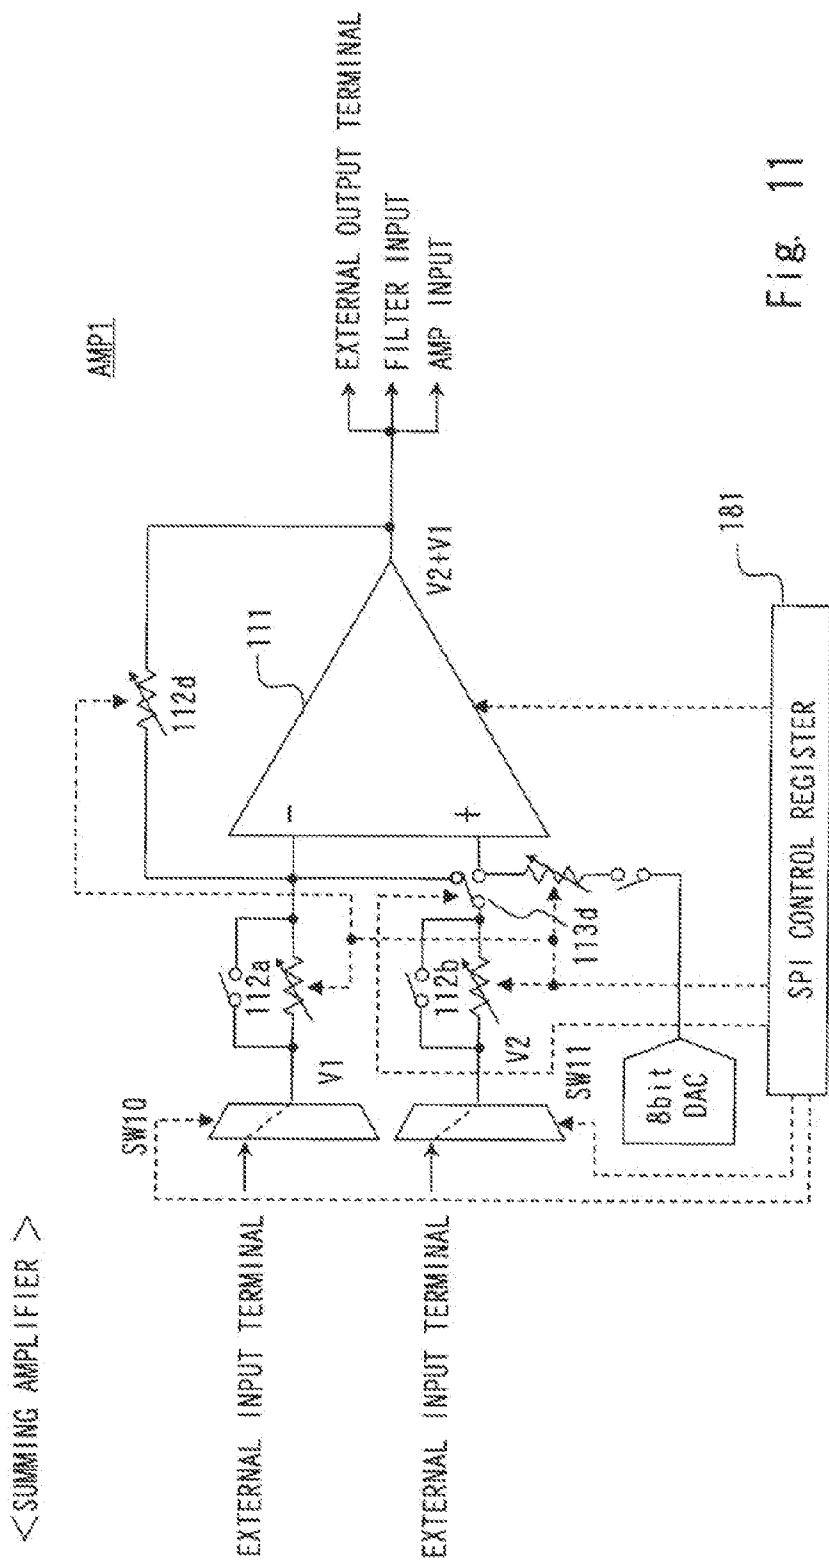 <SUMMING AMPLIFIER>
AMP1
EXTERNAL INPUT TERMINAL
EXTERNAL INPUT TERMINAL
SW10
V1
112a
112d
111
-
+
V2+V1
EXTERNAL OUTPUT TERMINAL
FILTER INPUT
AMP INPUT
SW11
V2
112b
113d
8bit
DAC
SPI CONTROL REGISTER
181
Fig. 11